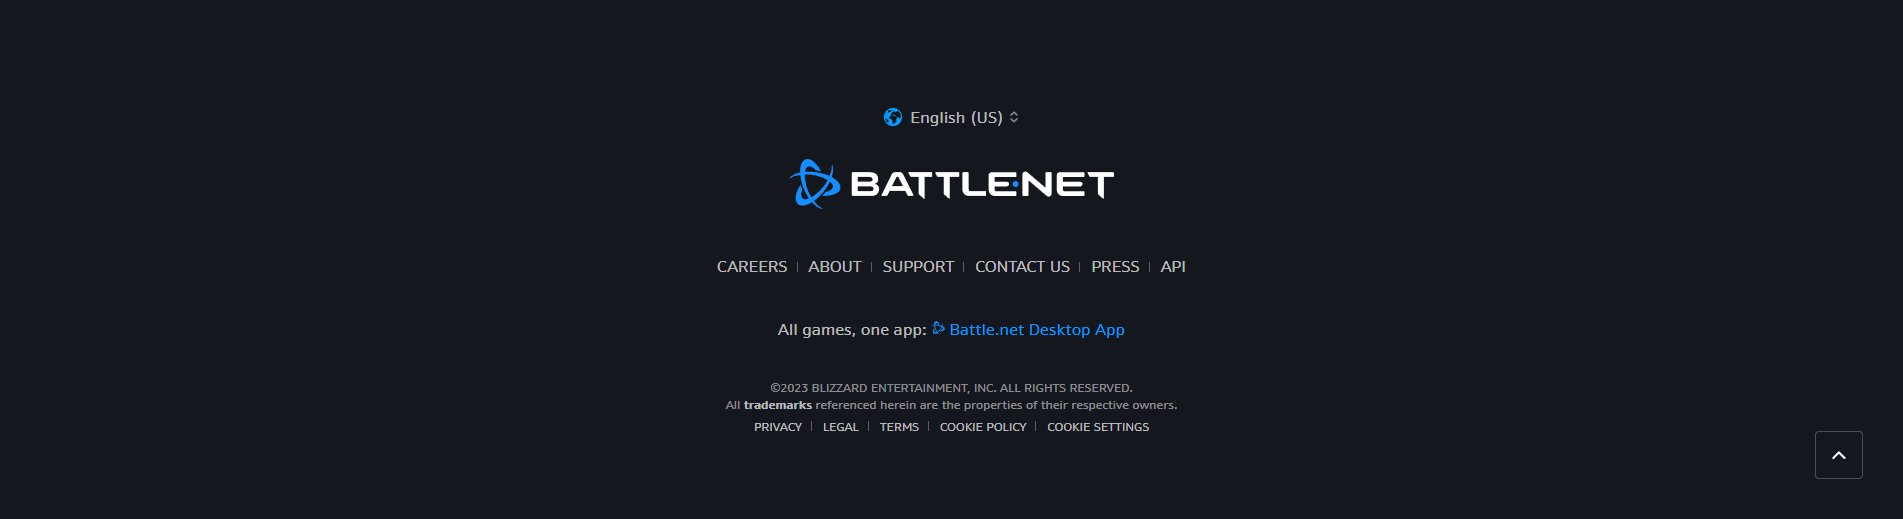 English (US)
BATTLE.NET
CAREERS | ABOUT | SUPPORT | CONTACT US | PRESS | API
All games, one app: Battle.net Desktop App
©2023 BLIZZARD ENTERTAINMENT, INC. ALL RIGHTS RESERVED.
All trademarks referenced herein are the properties of their respective owners.
PRIVACY | LEGAL | TERMS | COOKIE POLICY | COOKIE SETTINGS